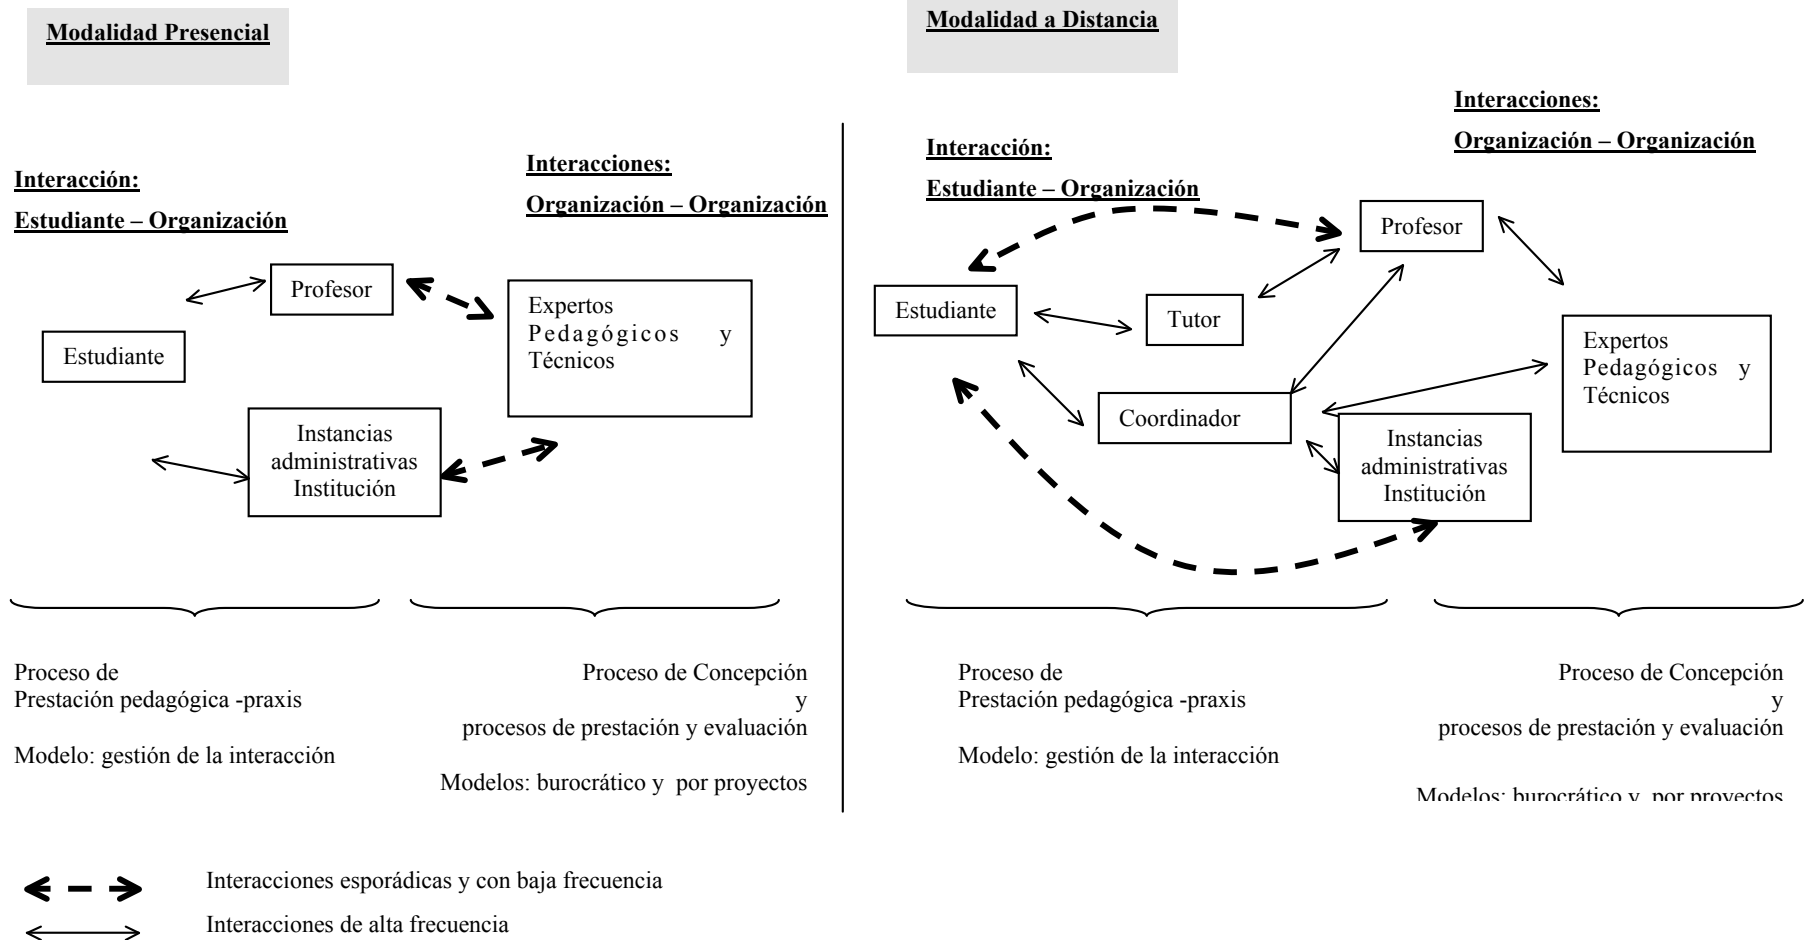 Modalidad Presencial
Interacción:
Estudiante – Organización
Interacciones:
Organización – Organización
Profesor
Estudiante
Expertos
Pedagógicos y
Técnicos
Instancias
administrativas
Institución
Proceso de
Prestación pedagógica -praxis
Modelo: gestión de la interacción
Proceso de Concepción
y
procesos de prestación y evaluación
Modelos: burocrático y por proyectos
Modalidad a Distancia
Interacción:
Estudiante – Organización
Interacciones:
Organización – Organización
Profesor
Estudiante
Tutor
Coordinador
Expertos
Pedagógicos y
Técnicos
Instancias
administrativas
Institución
Proceso de
Prestación pedagógica -praxis
Modelo: gestión de la interacción
Proceso de Concepción
y
procesos de prestación y evaluación
Modelos: burocrático y por proyectos
Interacciones esporádicas y con baja frecuencia
Interacciones de alta frecuencia